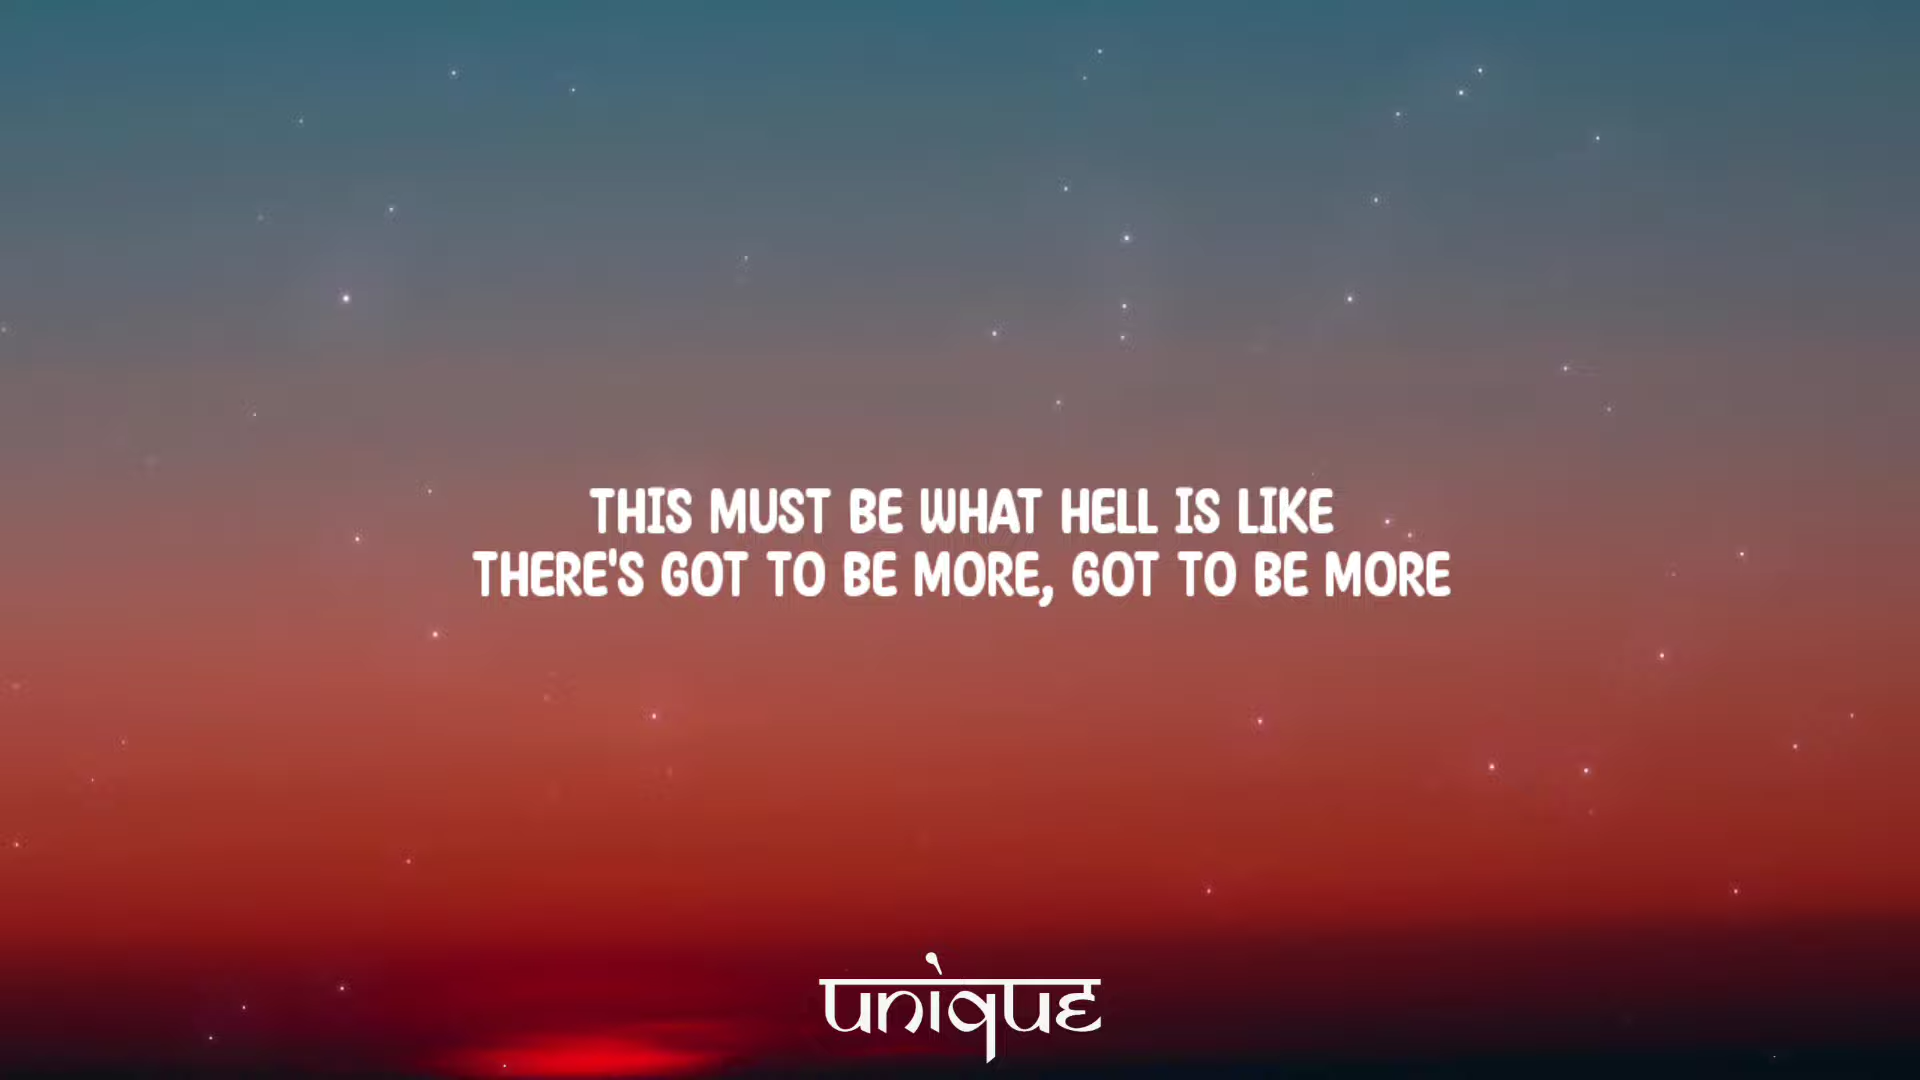 THIS MUST BE WHAT HELL IS LIKE
THERE'S GOT TO BE MORE, GOT TO BE MORE
unique